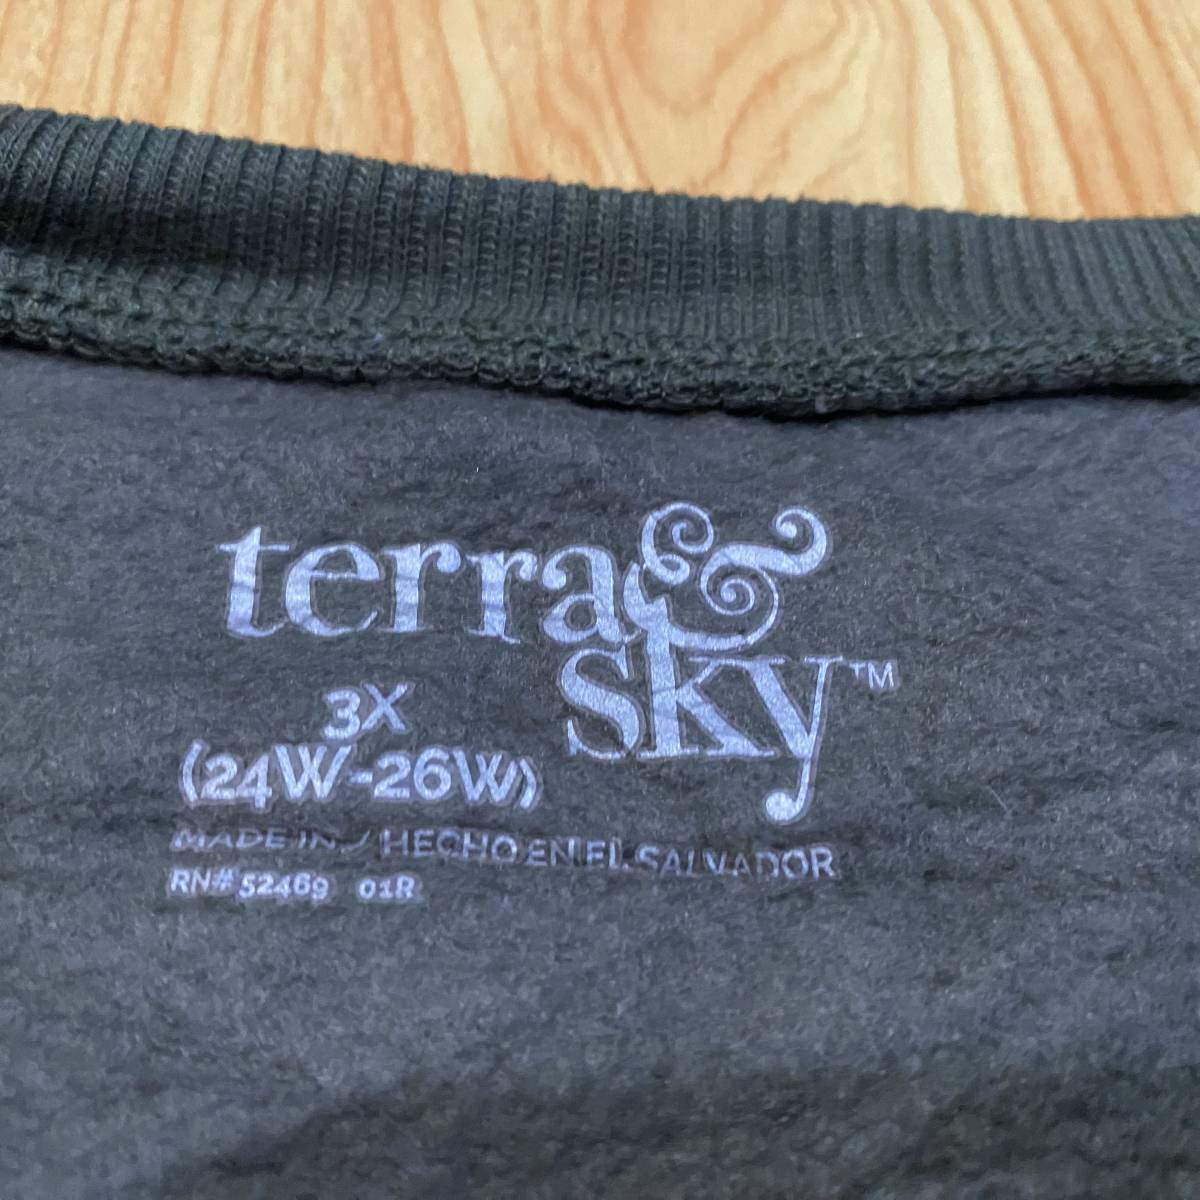 terra &
sky™
3X
(24W-26W)
MADE IN / HECHO EN EL SALVADOR
RN# 52469 01R